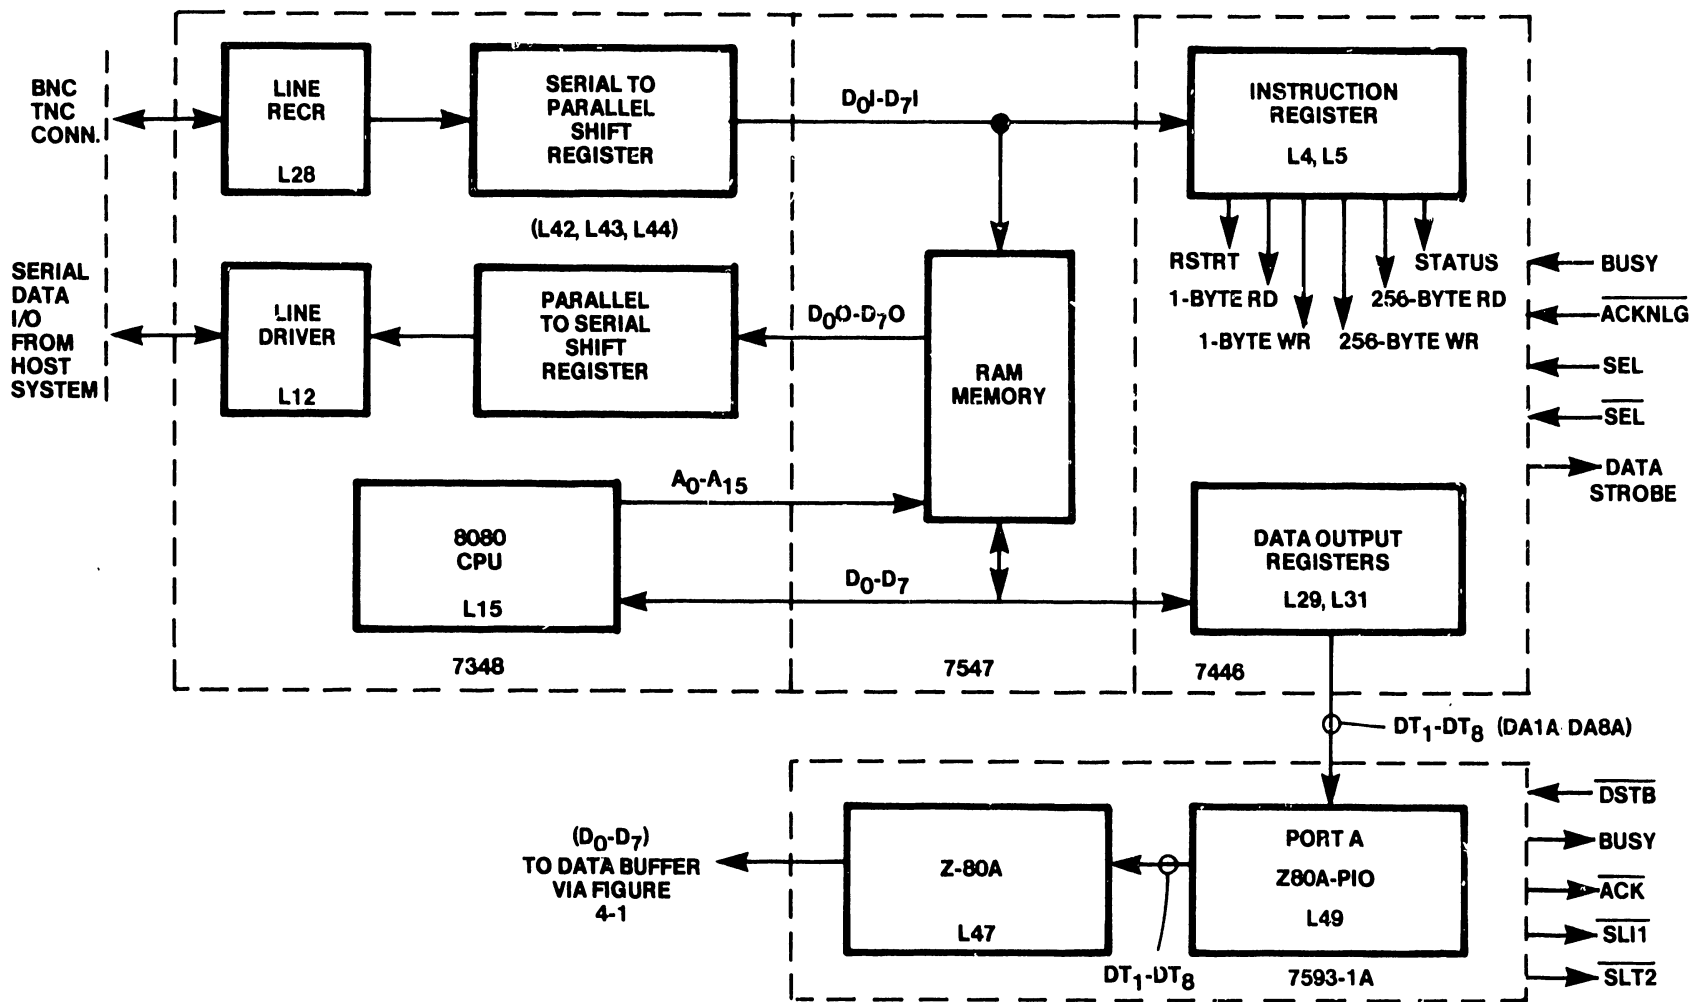 BNC
TNC
CONN.
LINE
RECR
L28
SERIAL TO
PARALLEL
SHIFT
REGISTER
(L42, L43, L44)
D0I-D7I
INSTRUCTION
REGISTER
L4, L5
RSTRT
STATUS
1-BYTE RD
256-BYTE RD
1-BYTE WR
256-BYTE WR
SERIAL
DATA
I/O
FROM
HOST
SYSTEM
LINE
DRIVER
L12
PARALLEL
TO SERIAL
SHIFT
REGISTER
D0O-D7O
RAM
MEMORY
BUSY
ACKNLG
SEL
SEL
DATA
STROBE
8080
CPU
L15
A0-A15
D0-D7
DATA OUTPUT
REGISTERS
L29, L31
7348
7547
7446
DT1-DT8 (DA1A DA8A)
(D0-D7)
TO DATA BUFFER
VIA FIGURE
4-1
Z-80A
L47
PORT A
Z80A-PIO
L49
DT1-DT8
7593-1A
DSTB
BUSY
ACK
SLI1
SLT2